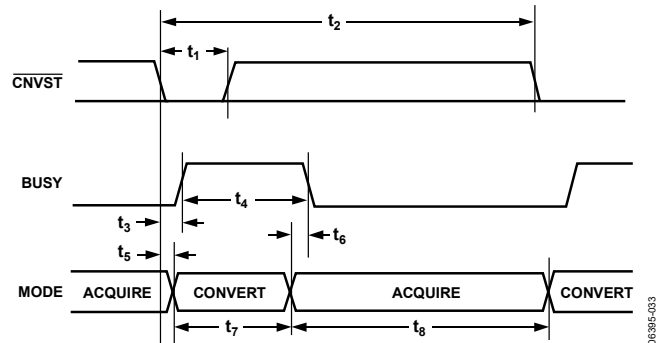 t2
t1
CNVST
BUSY
t4
t3
t6
t5
MODE
ACQUIRE
CONVERT
ACQUIRE
CONVERT
t7
t8
06395-033